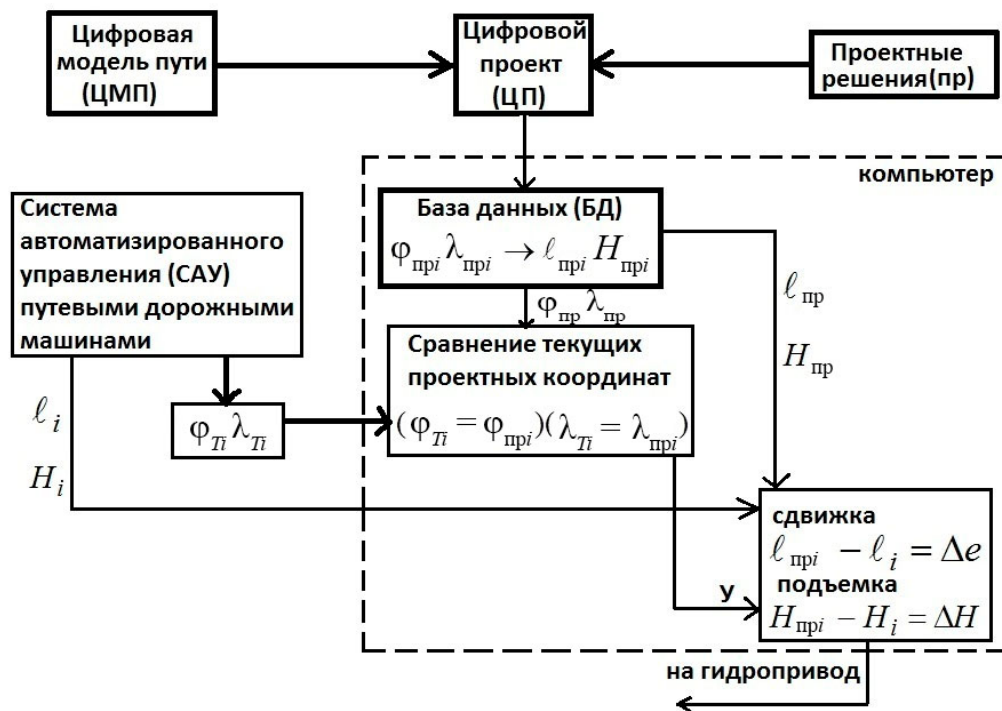 Цифровая
модель пути
(ЦМП)
Цифровой
проект
(ЦП)
Проектные
решения(пр)
компьютер
Система
автоматизированного
управления (САУ)
путевыми дорожными
машинами
База данных (БД)
φпрi λпрi → ℓпрi Hпрi
φпр λпр
ℓпр
Hпр
Сравнение текущих
проектных координат
(φTi = φпрi)(λTi = λпрi)
φTi λTi
ℓi
Hi
сдвижка
ℓпрi − ℓi = Δe
подъемка
Hпрi − Hi = ΔH
У
на гидропривод